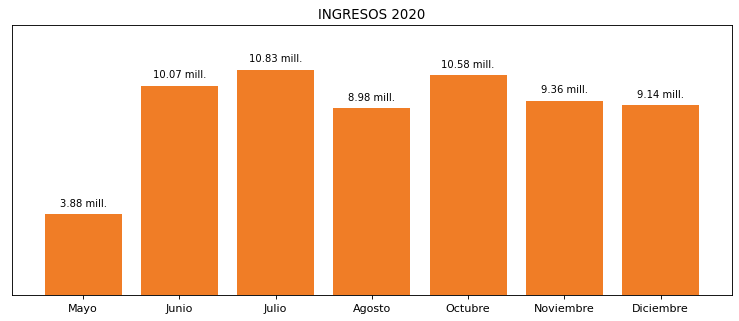 INGRESOS 2020
3.88 mill.
10.07 mill.
10.83 mill.
8.98 mill.
10.58 mill.
9.36 mill.
9.14 mill.
Mayo
Junio
Julio
Agosto
Octubre
Noviembre
Diciembre